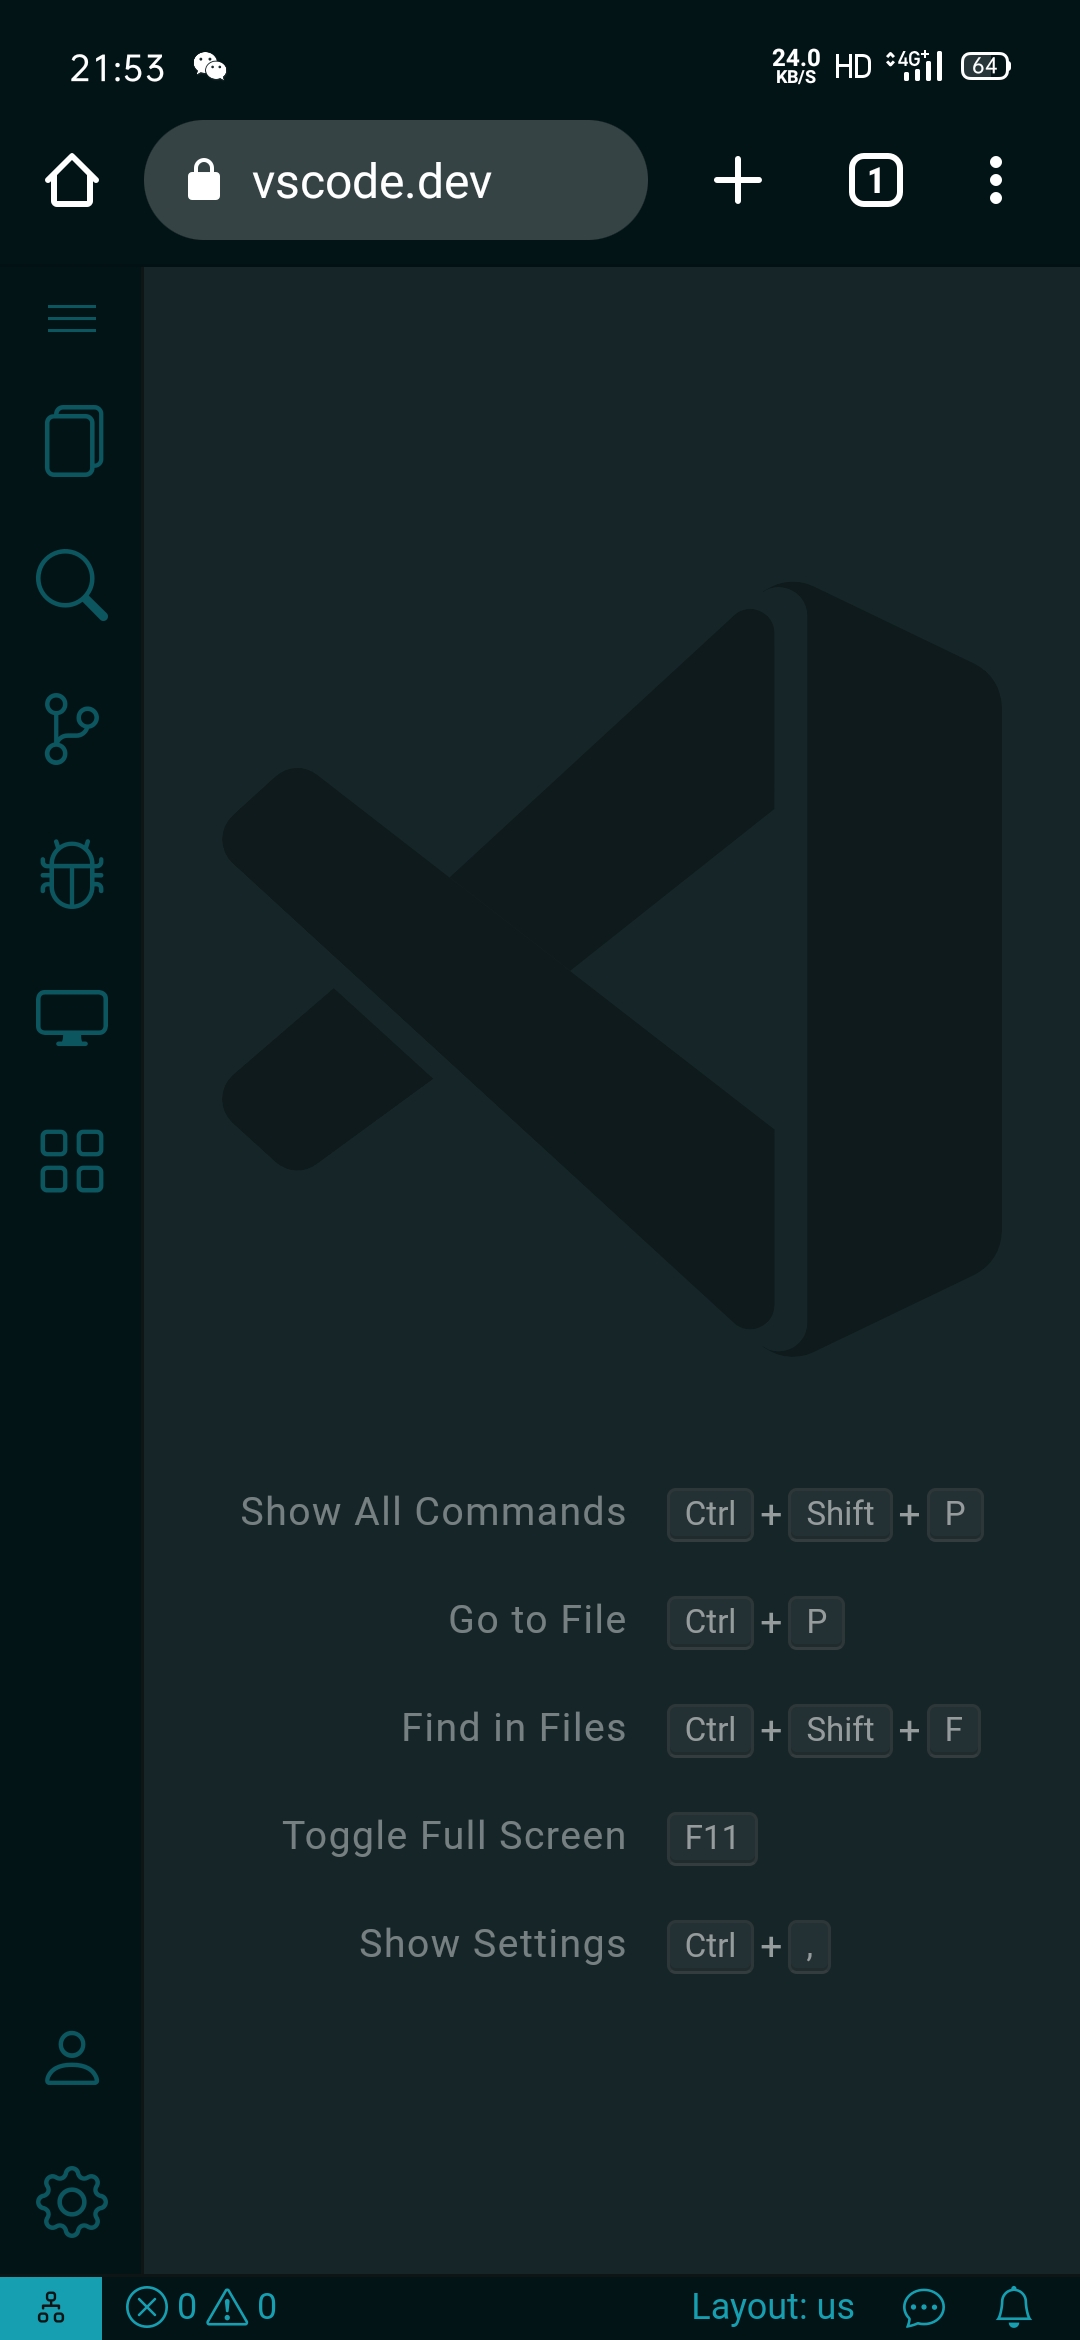 21:53 24.0 KB/S HD 4G+ 64
vscode.dev 1
Show All Commands Ctrl + Shift + P
Go to File Ctrl + P
Find in Files Ctrl + Shift + F
Toggle Full Screen F11
Show Settings Ctrl + ,
0 0 Layout: us